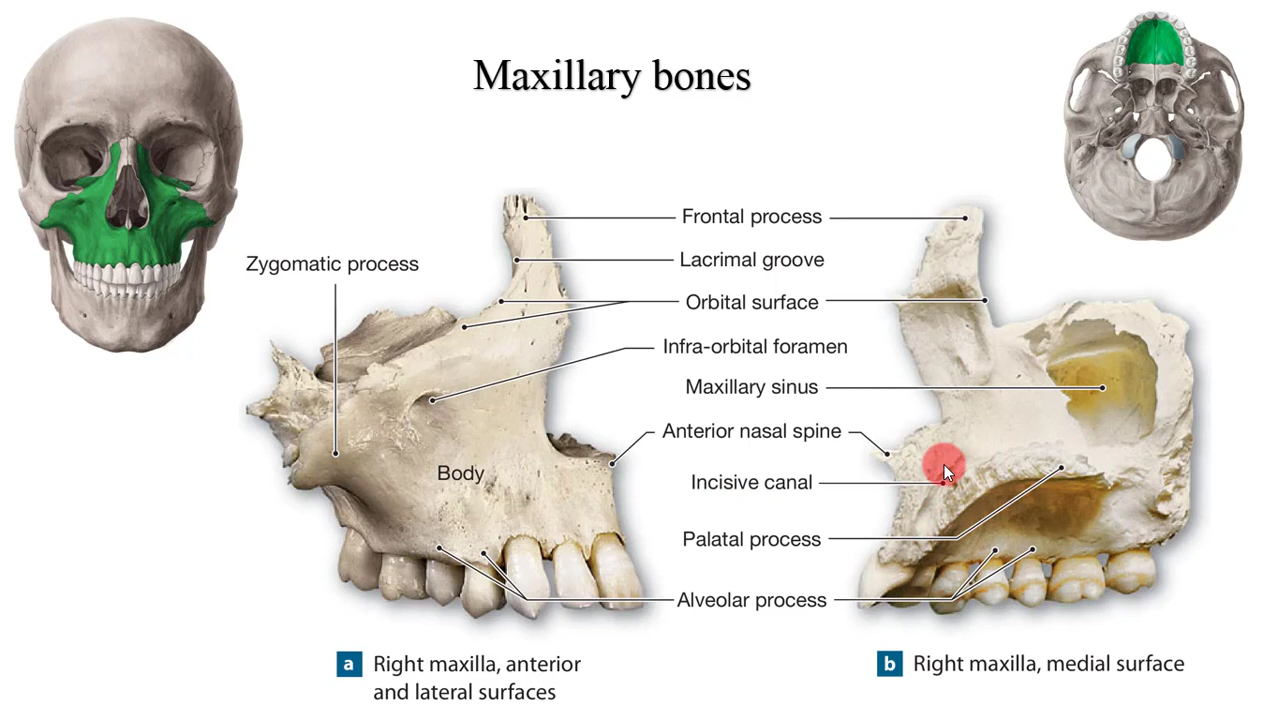 Maxillary bones
Zygomatic process
Frontal process
Lacrimal groove
Orbital surface
Infra-orbital foramen
Maxillary sinus
Anterior nasal spine
Body
Incisive canal
Palatal process
Alveolar process
a Right maxilla, anterior
and lateral surfaces
b Right maxilla, medial surface